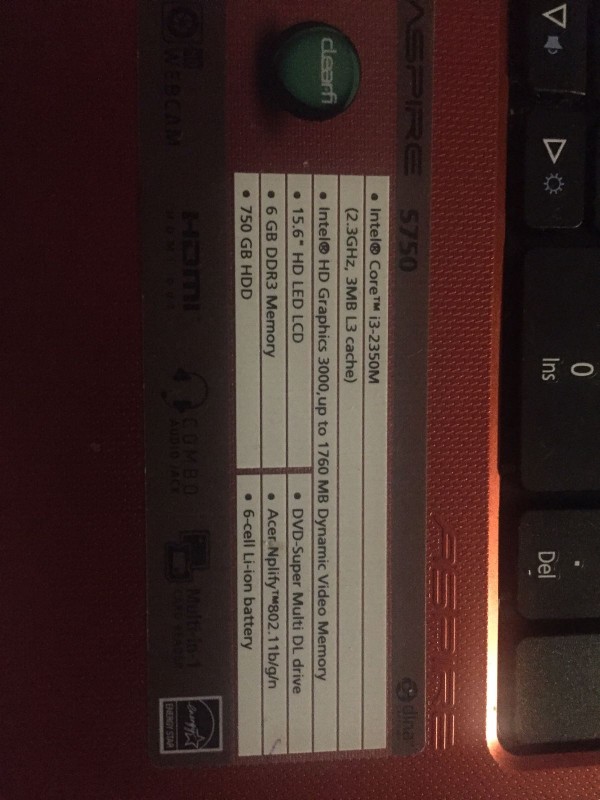 ASPIRE 5750
dlna
clear.fi
• Intel® Core™ i3-2350M
(2.3GHz, 3MB L3 cache)
• Intel® HD Graphics 3000,up to 1760 MB Dynamic Video Memory
• 15.6" HD LED LCD
• DVD-Super Multi DL drive
• 6 GB DDR3 Memory
• Acer Nplify™802.11b/g/n
• 750 GB HDD
• 6-cell Li-ion battery
WEBCAM
HDMI
COMBO
AUDIO JACK
Multi-in-1
ENERGY STAR
ASPIRE
0
Ins
.
Del